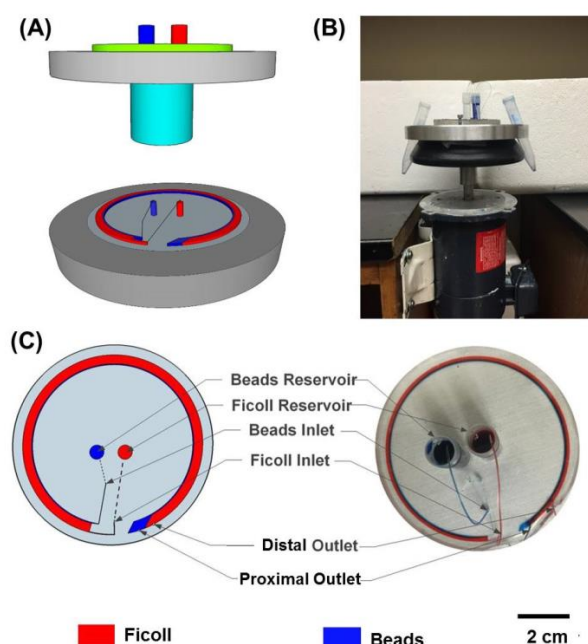 (A)
(B)
(C)
Beads Reservoir
Ficoll Reservoir
Beads Inlet
Ficoll Inlet
Distal Outlet
Proximal Outlet
Ficoll
Beads
2 cm